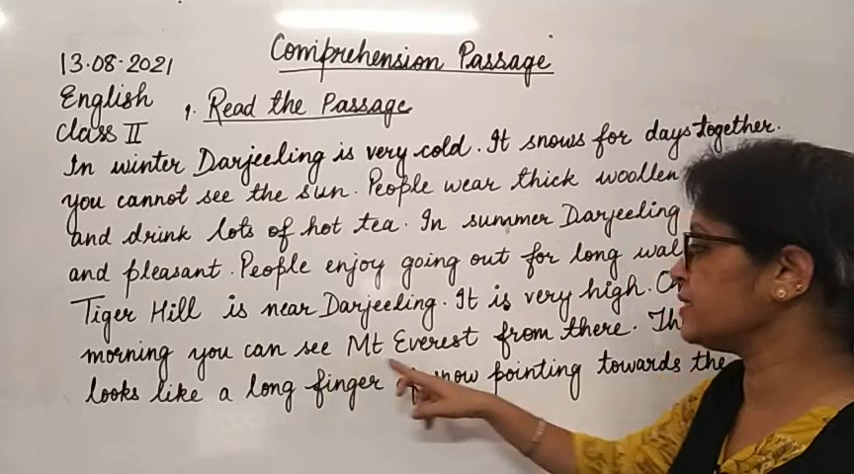 13.08.2021
Comprehension Passage
English
Class II
1. Read the Passage
In winter Darjeeling is very cold. It snows for days together.
you cannot see the sun. People wear thick woollen
and drink lots of hot tea. In summer Darjeeling
and pleasant. People enjoy going out for long
Tiger Hill is near Darjeeling. It is very high.
morning you can see Mt Everest from there.
looks like a long finger snow pointing towards the